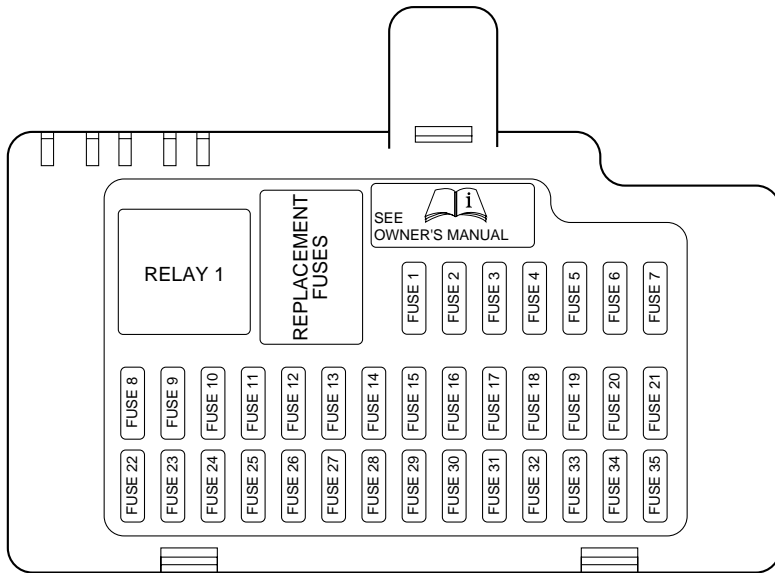 RELAY 1
REPLACEMENT
FUSES
i
SEE
OWNER'S MANUAL
FUSE 1
FUSE 2
FUSE 3
FUSE 4
FUSE 5
FUSE 6
FUSE 7
FUSE 8
FUSE 9
FUSE 10
FUSE 11
FUSE 12
FUSE 13
FUSE 14
FUSE 15
FUSE 16
FUSE 17
FUSE 18
FUSE 19
FUSE 20
FUSE 21
FUSE 22
FUSE 23
FUSE 24
FUSE 25
FUSE 26
FUSE 27
FUSE 28
FUSE 29
FUSE 30
FUSE 31
FUSE 32
FUSE 33
FUSE 34
FUSE 35